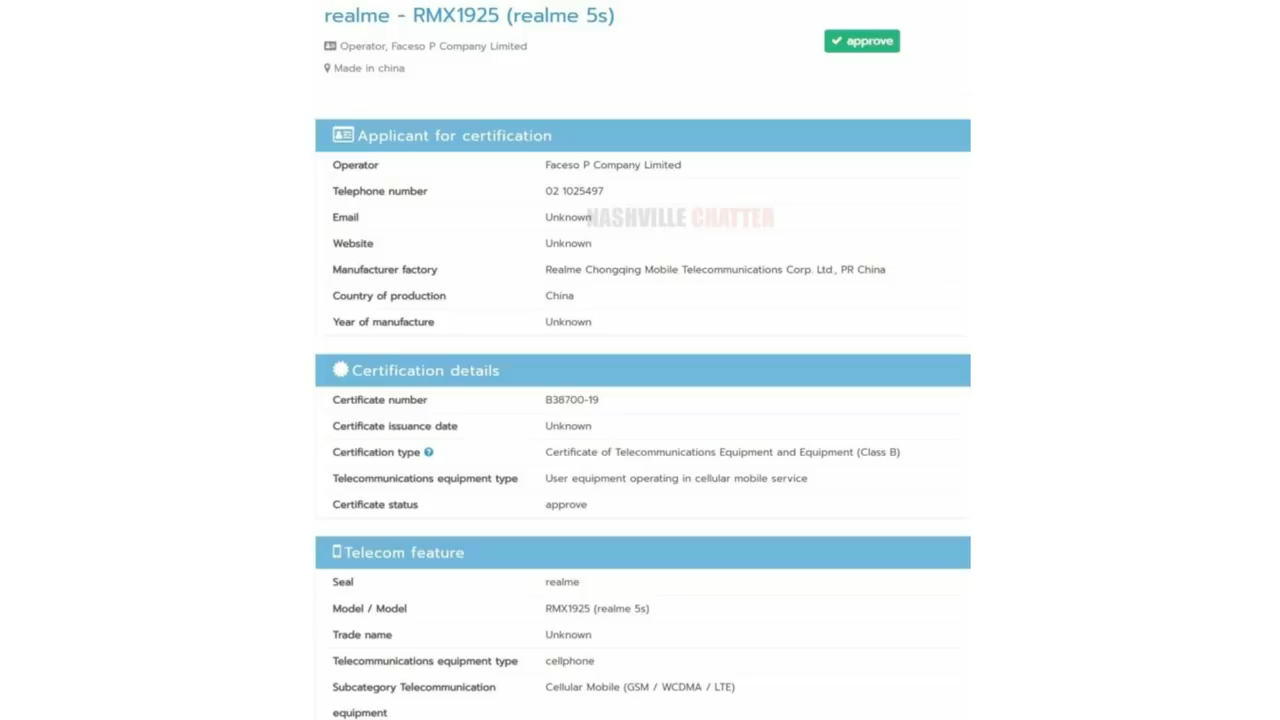 realme - RMX1925 (realme 5s)
Operator, Faceso P Company Limited
approve
Made in china
Applicant for certification
Operator Faceso P Company Limited
Telephone number 02 1025497
Email Unknown
NASHVILLE CHATTER
Website Unknown
Manufacturer factory Realme Chongqing Mobile Telecommunications Corp. Ltd., PR China
Country of production China
Year of manufacture Unknown
Certification details
Certificate number B38700-19
Certificate issuance date Unknown
Certification type Certificate of Telecommunications Equipment and Equipment (Class B)
Telecommunications equipment type User equipment operating in cellular mobile service
Certificate status approve
Telecom feature
Seal realme
Model / Model RMX1925 (realme 5s)
Trade name Unknown
Telecommunications equipment type cellphone
Subcategory Telecommunication Cellular Mobile (GSM / WCDMA / LTE)
equipment